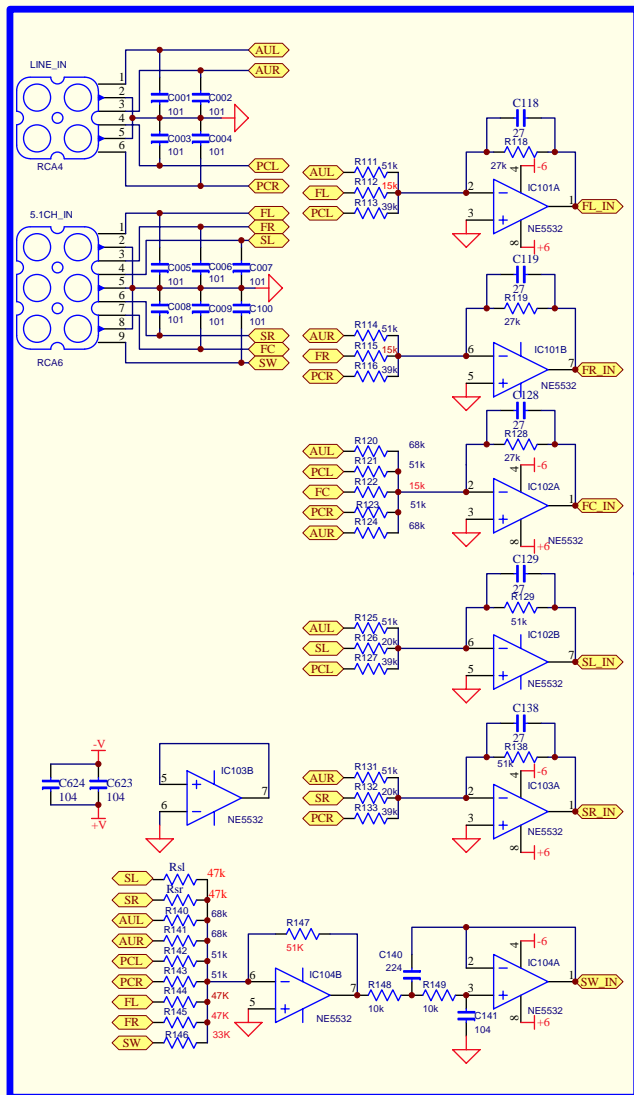 LINE_IN
1
2
3
4
5
6
RCA4
AUL
AUR
C001
101
C002
101
C003
101
C004
101
PCL
PCR
5.1CH_IN
1
2
3
4
5
6
7
8
9
RCA6
FL
FR
SL
C005
101
C006
101
C007
101
C008
101
C009
101
C100
101
SR
FC
SW
AUL
FL
PCL
R111
51k
R112
15k
R113
39k
C118
27
R118
27k
2
3
4
-6
IC101A
1
FL_IN
NE5532
8
+6
AUR
FR
PCR
R114
51k
R115
15k
R116
39k
C119
27
R119
27k
6
5
IC101B
7
FR_IN
NE5532
AUL
PCL
FC
PCR
AUR
R120
68k
R121
51k
R122
15k
R123
51k
R124
68k
C128
27
R128
27k
2
3
4
-6
IC102A
1
FC_IN
NE5532
8
+6
AUL
SL
PCL
R125
51k
R126
20k
R127
39k
C129
27
R129
51k
6
5
IC102B
7
SL_IN
NE5532
-V
C624
104
C623
104
+V
5
6
IC103B
7
NE5532
AUR
SR
PCR
R131
51k
R132
20k
R133
39k
C138
27
R138
51k
2
3
4
-6
IC103A
1
SR_IN
NE5532
8
+6
SL
SR
AUL
AUR
PCL
PCR
FL
FR
SW
Rsl
47k
Rsr
47k
R140
68k
R141
68k
R142
51k
R143
51k
R144
47K
R145
47K
R146
33K
R147
51K
6
5
IC104B
7
NE5532
R148
10k
C140
224
R149
10k
C141
104
2
3
4
-6
IC104A
1
SW_IN
NE5532
8
+6